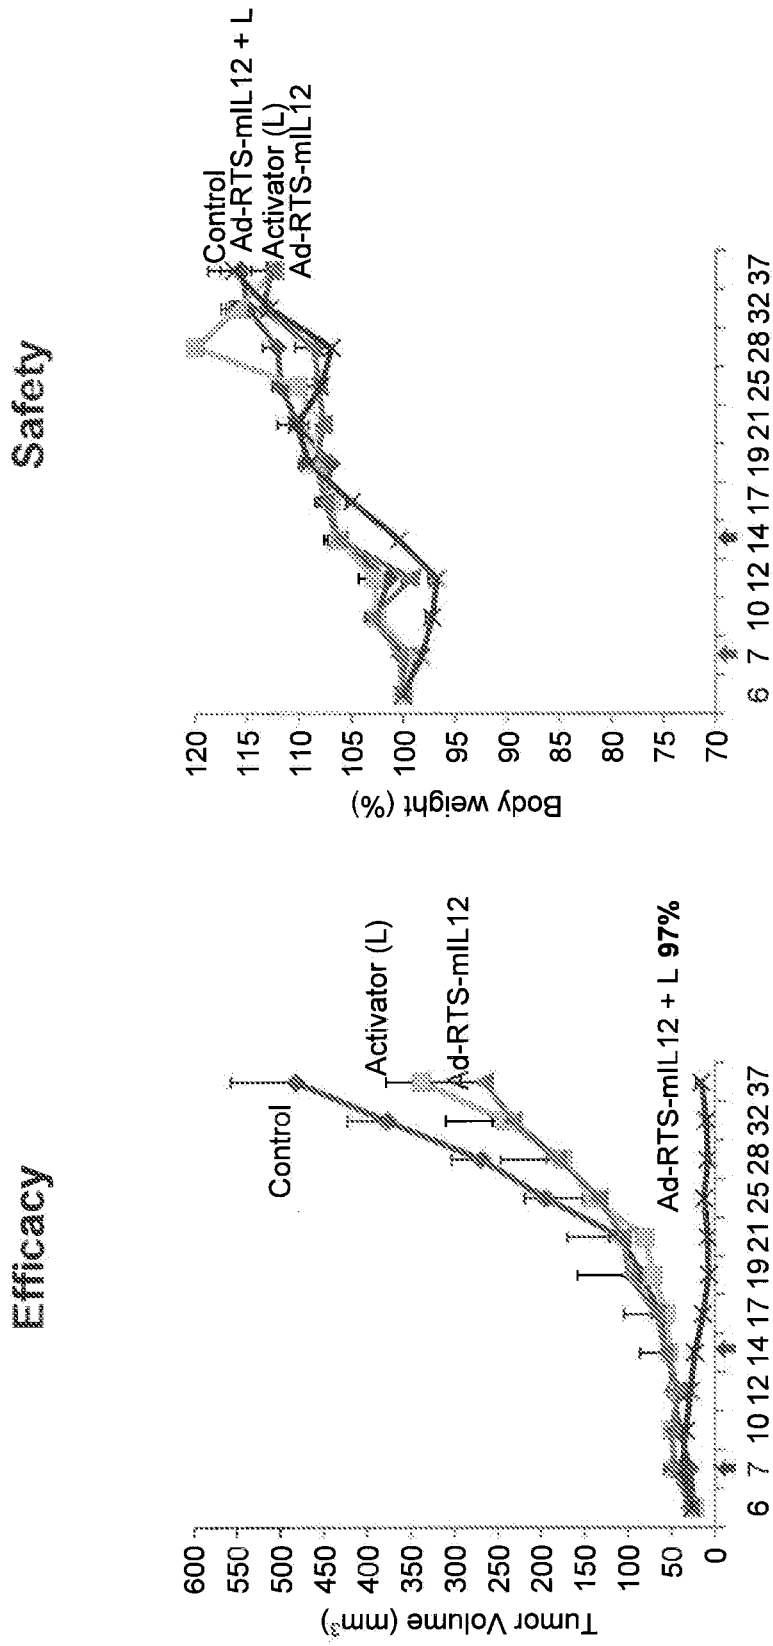 Efficacy
Tumor Volume (mm3)
600
550
500
450
400
350
300
250
200
150
100
50
0
Control
Activator (L)
Ad-RTS-mIL12
Ad-RTS-mIL12 + L 97%
6 7 10 12 14 17 19 21 25 28 32 37
Safety
Body weight (%)
120
115
110
105
100
95
90
85
80
75
70
Control
Ad-RTS-mIL12 + L
Activator (L)
Ad-RTS-mIL12
6 7 10 12 14 17 19 21 25 28 32 37